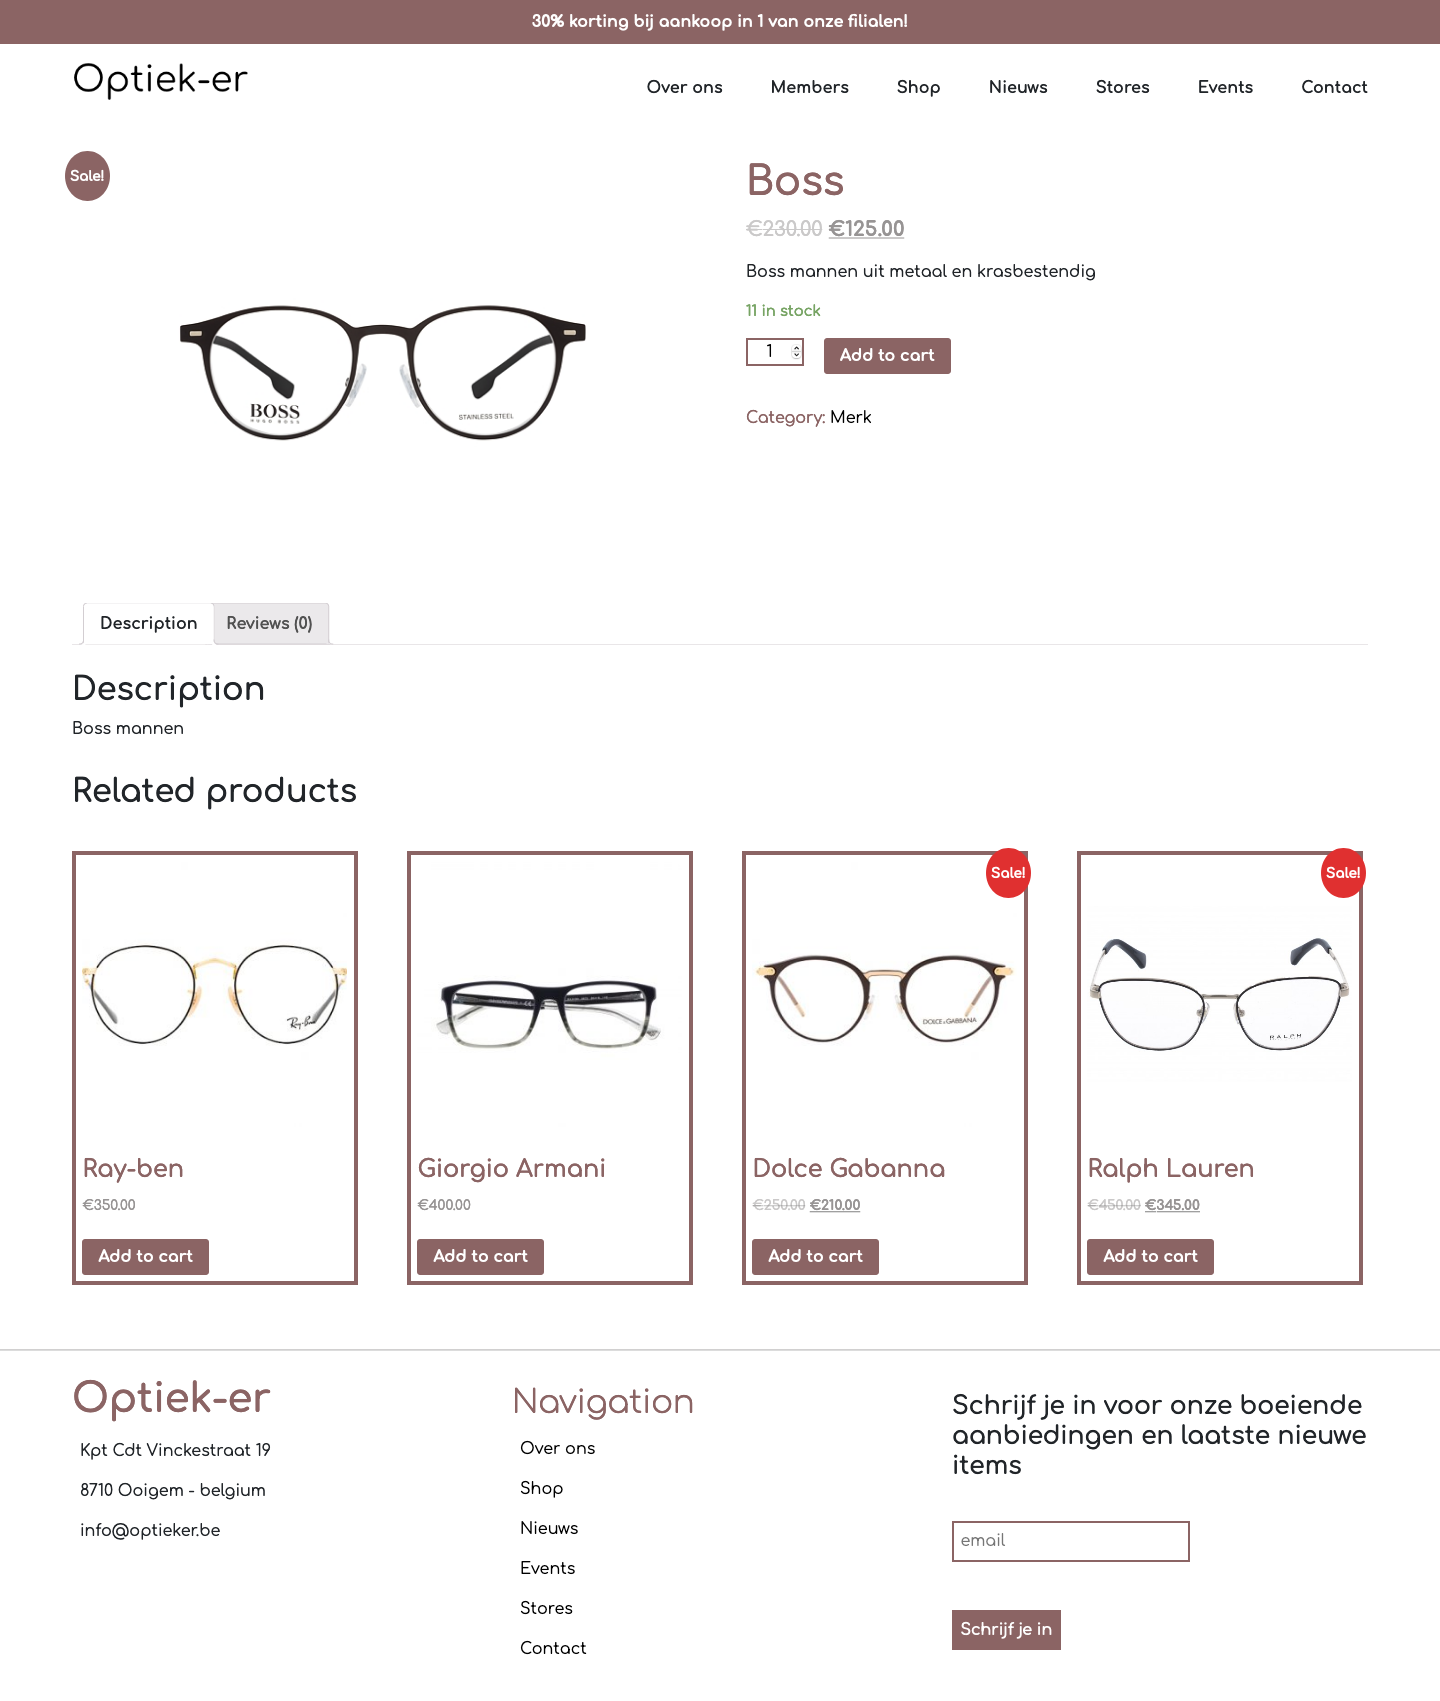 30% korting bij aankoop in 1 van onze filialen!
Optiek-er
Over ons Members Shop Nieuws Stores Events Contact
Sale!
BOSS
HUGO BOSS
STAINLESS STEEL
Boss
€230.00 €125.00
Boss mannen uit metaal en krasbestendig
11 in stock
1
Add to cart
Category: Merk
Description Reviews (0)
Description
Boss mannen
Related products
Ray-Ban
Ray-ben
€350.00
Add to cart
Giorgio Armani
€400.00
Add to cart
Sale!
DOLCE & GABBANA
Dolce Gabanna
€250.00 €210.00
Add to cart
Sale!
RALPH
Ralph Lauren
€450.00 €345.00
Add to cart
Optiek-er
Kpt Cdt Vinckestraat 19
8710 Ooigem - belgium
info@optieker.be
Navigation
Over ons
Shop
Nieuws
Events
Stores
Contact
Schrijf je in voor onze boeiende
aanbiedingen en laatste nieuwe
items
email
Schrijf je in